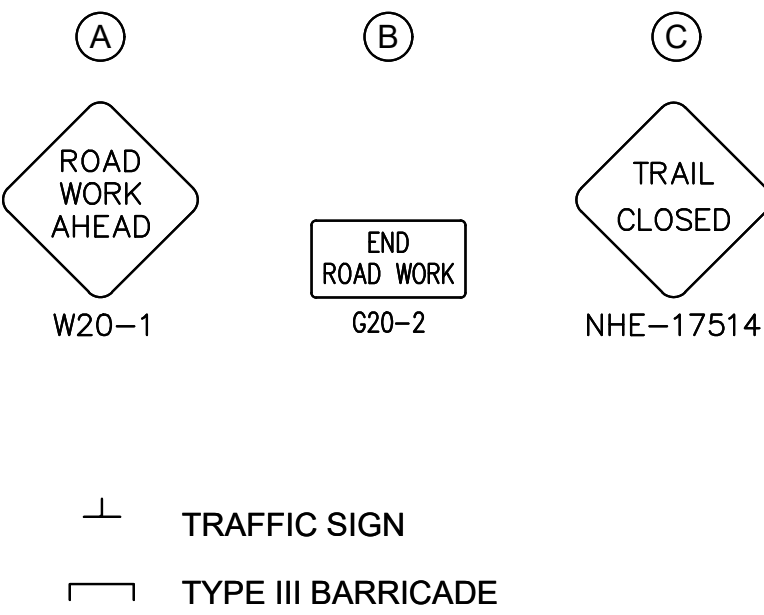 A
B
C
ROAD
WORK
AHEAD
W20-1
END
ROAD WORK
G20-2
TRAIL
CLOSED
NHE-17514
TRAFFIC SIGN
TYPE III BARRICADE